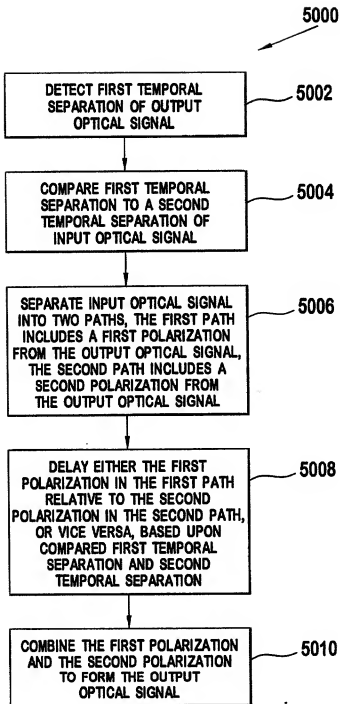 5000
DETECT FIRST TEMPORAL
SEPARATION OF OUTPUT
OPTICAL SIGNAL
5002
COMPARE FIRST TEMPORAL
SEPARATION TO A SECOND
TEMPORAL SEPARATION OF
INPUT OPTICAL SIGNAL
5004
SEPARATE INPUT OPTICAL SIGNAL
INTO TWO PATHS, THE FIRST PATH
INCLUDES A FIRST POLARIZATION
FROM THE OUTPUT OPTICAL SIGNAL,
THE SECOND PATH INCLUDES A
SECOND POLARIZATION FROM
THE OUTPUT OPTICAL SIGNAL
5006
DELAY EITHER THE FIRST
POLARIZATION IN THE FIRST PATH
RELATIVE TO THE SECOND
POLARIZATION IN THE SECOND PATH,
OR VICE VERSA, BASED UPON
COMPARED FIRST TEMPORAL
SEPARATION AND SECOND
TEMPORAL SEPARATION
5008
COMBINE THE FIRST POLARIZATION
AND THE SECOND POLARIZATION
TO FORM THE OUTPUT
OPTICAL SIGNAL
5010